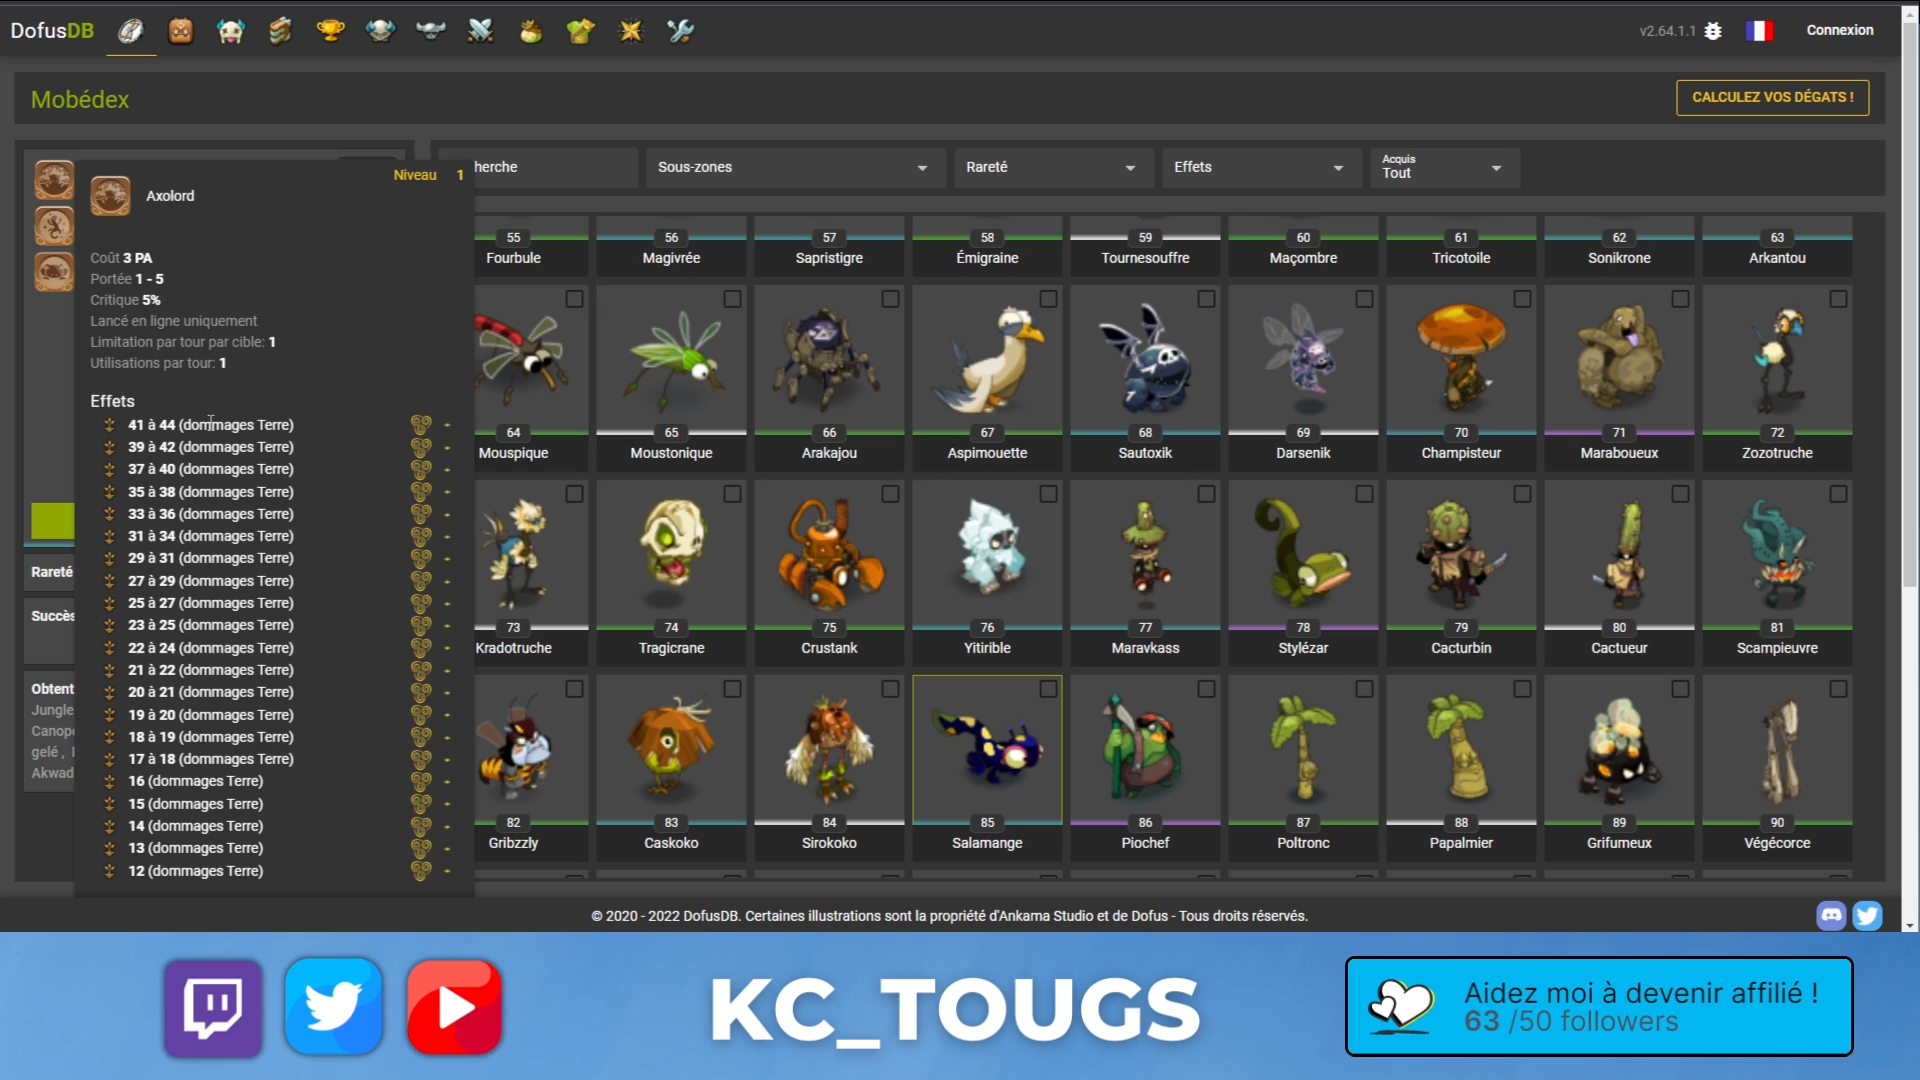 DofusDB
v2.64.1.1
Connexion
Mobédex
CALCULEZ VOS DÉGATS !
Niveau 1
Axolord
Coût 3 PA
Portée 1 - 5
Critique 5%
Lancé en ligne uniquement
Limitation par tour par cible: 1
Utilisations par tour: 1
Effets
41 à 44 (dommages Terre)
39 à 42 (dommages Terre)
37 à 40 (dommages Terre)
35 à 38 (dommages Terre)
33 à 36 (dommages Terre)
31 à 34 (dommages Terre)
29 à 31 (dommages Terre)
27 à 29 (dommages Terre)
25 à 27 (dommages Terre)
23 à 25 (dommages Terre)
22 à 24 (dommages Terre)
21 à 22 (dommages Terre)
20 à 21 (dommages Terre)
19 à 20 (dommages Terre)
18 à 19 (dommages Terre)
17 à 18 (dommages Terre)
16 (dommages Terre)
15 (dommages Terre)
14 (dommages Terre)
13 (dommages Terre)
12 (dommages Terre)
Rareté
Succès
Obtent
Jungle
Canop
gelé ,
Akwad
herche
Sous-zones
Rareté
Effets
Acquis
Tout
55 56 57 58 59 60 61 62 63
Fourbule Magivrée Sapristigre Émigraine Tournesouffre Maçombre Tricotoile Sonikrone Arkantou
64 65 66 67 68 69 70 71 72
Mouspique Moustonique Arakajou Aspimouette Sautoxik Darsenik Champisteur Maraboueux Zozotruche
73 74 75 76 77 78 79 80 81
Kradotruche Tragicrane Crustank Yitirible Maravkass Stylézar Cacturbin Cactueur Scampieuvre
82 83 84 85 86 87 88 89 90
Gribzzly Caskoko Sirokoko Salamange Piochef Poltronc Papalmier Grifumeux Végécorce
© 2020 - 2022 DofusDB. Certaines illustrations sont la propriété d'Ankama Studio et de Dofus - Tous droits réservés.
KC_TOUGS
Aidez moi à devenir affilié !
63 /50 followers